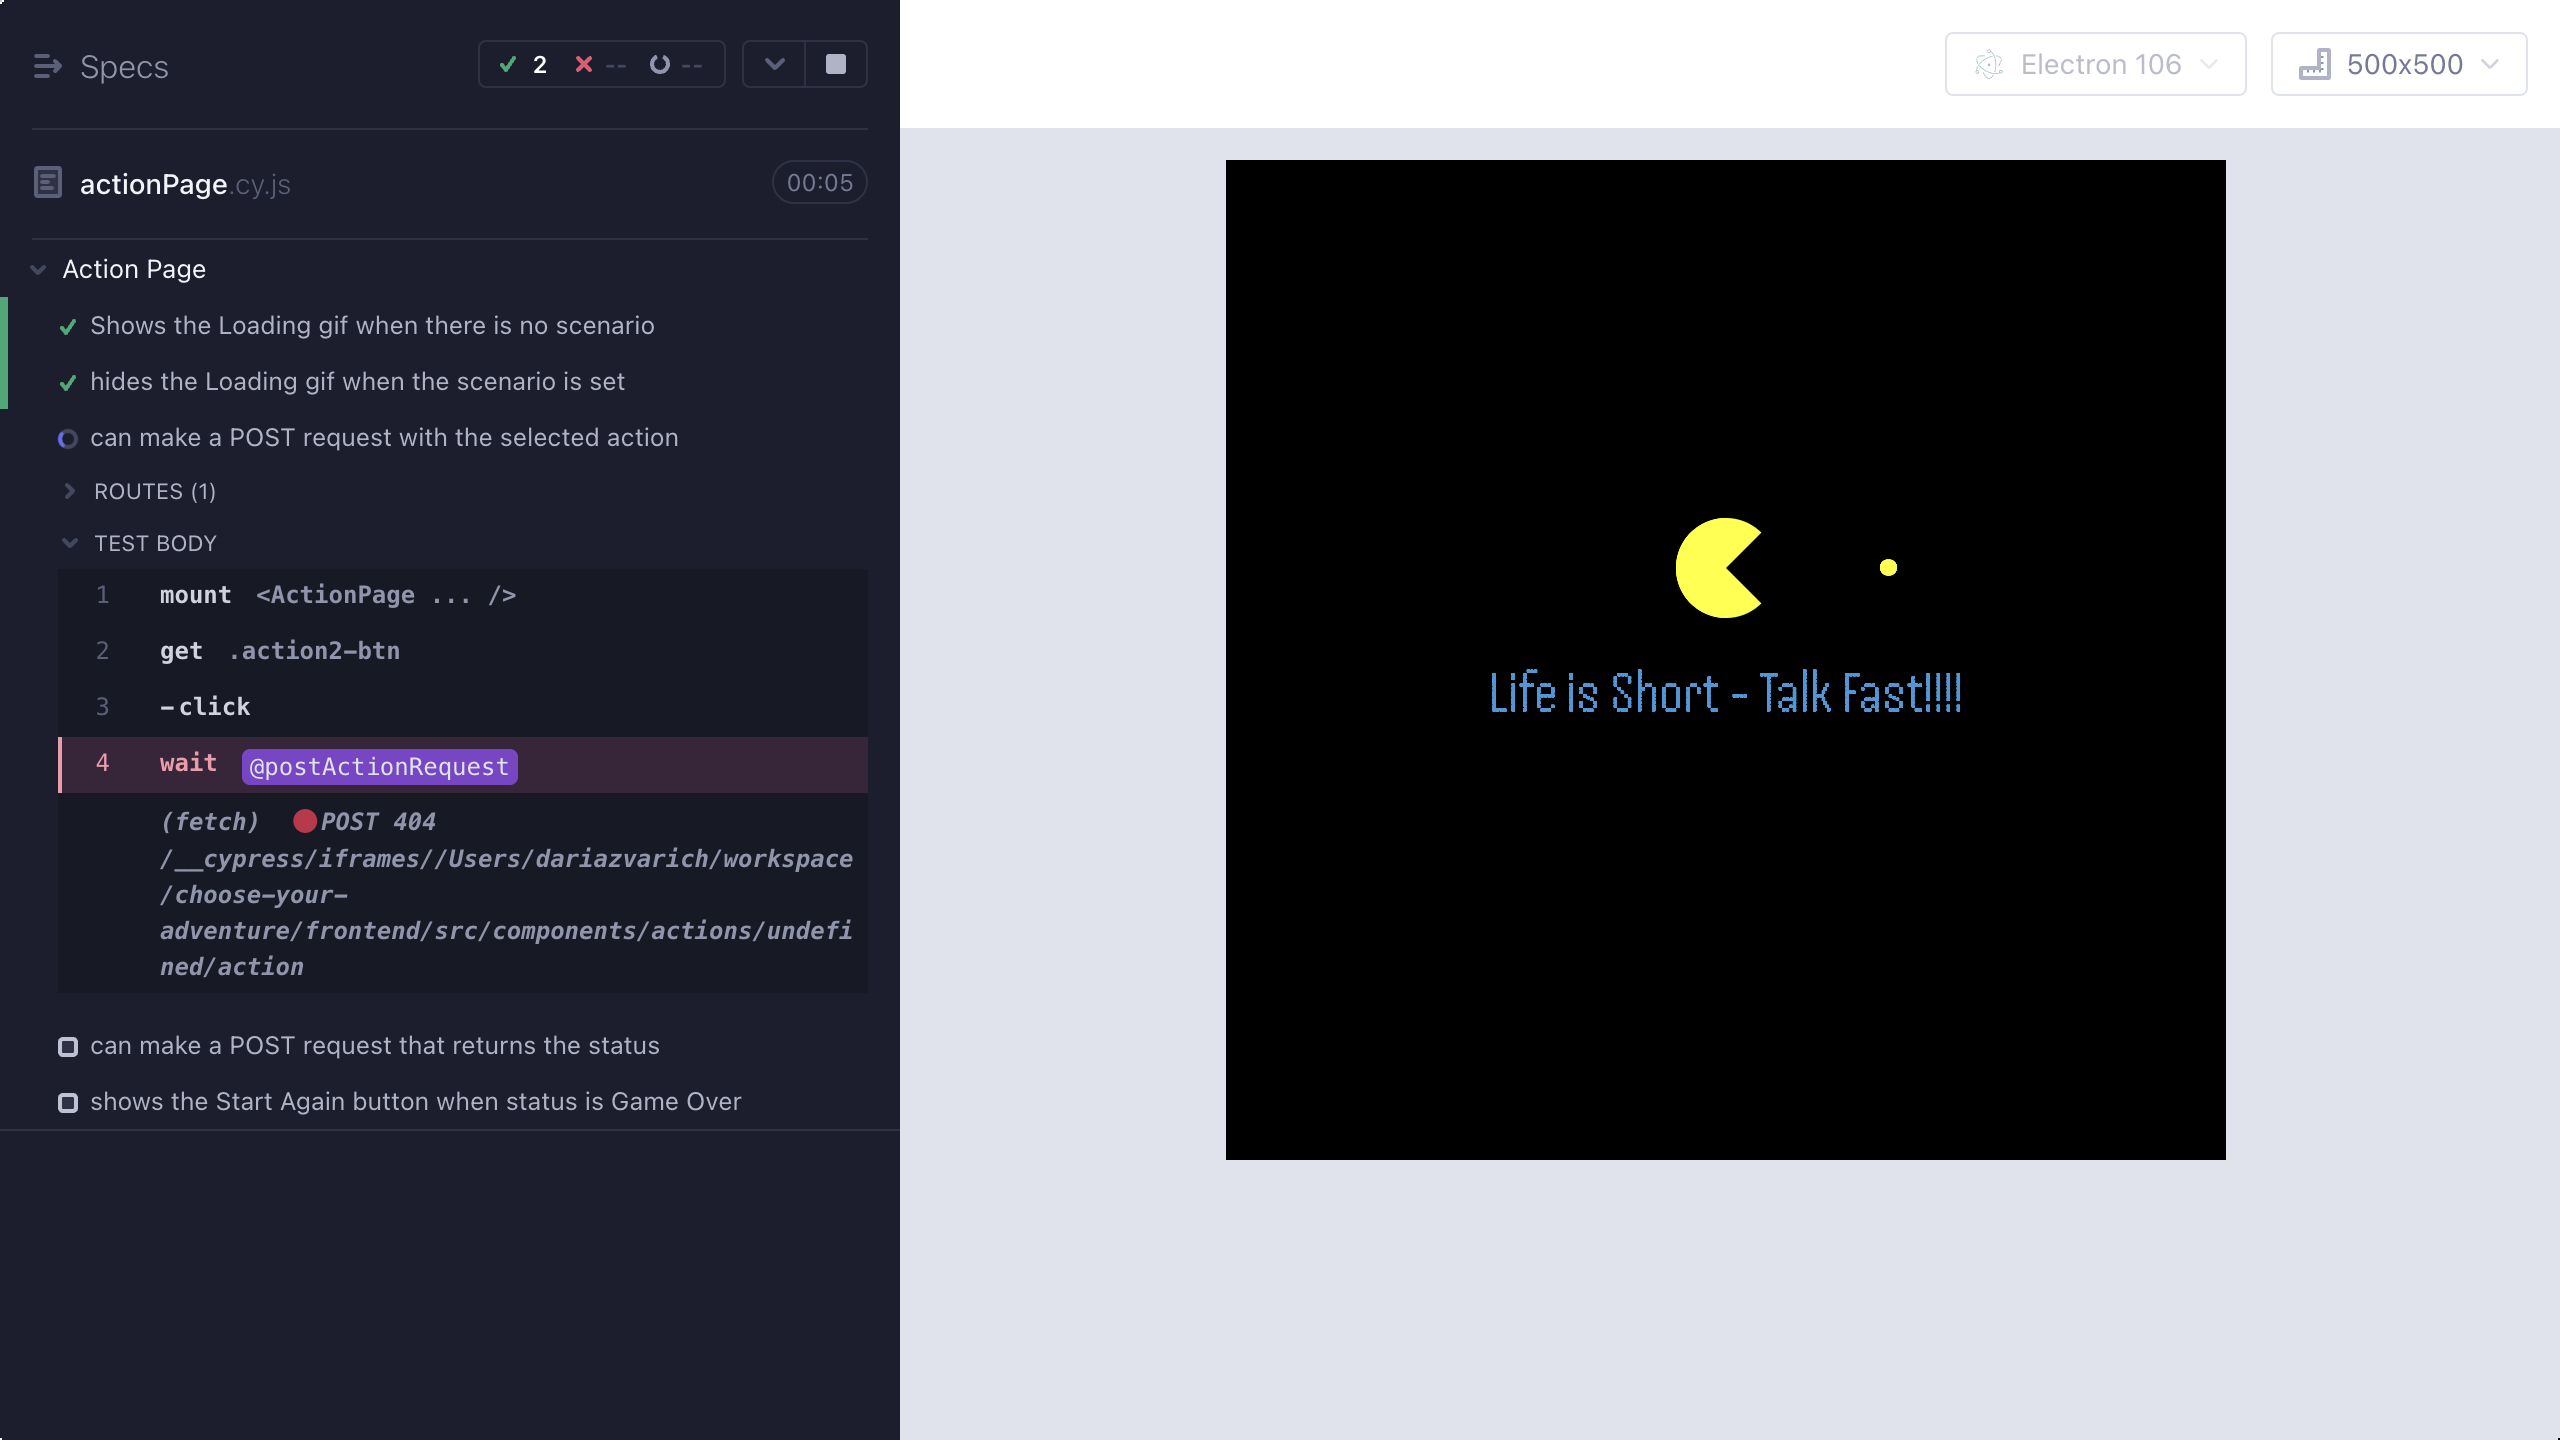 Specs
2 -- --
Electron 106
500x500
actionPage.cy.js
00:05
Action Page
Shows the Loading gif when there is no scenario
hides the Loading gif when the scenario is set
can make a POST request with the selected action
ROUTES (1)
TEST BODY
1 mount <ActionPage ... />
2 get .action2-btn
3 -click
4 wait @postActionRequest
(fetch) POST 404
/__cypress/iframes//Users/dariazvarich/workspace
/choose-your-
adventure/frontend/src/components/actions/undefi
ned/action
can make a POST request that returns the status
shows the Start Again button when status is Game Over
Life is Short - Talk Fast!!!!